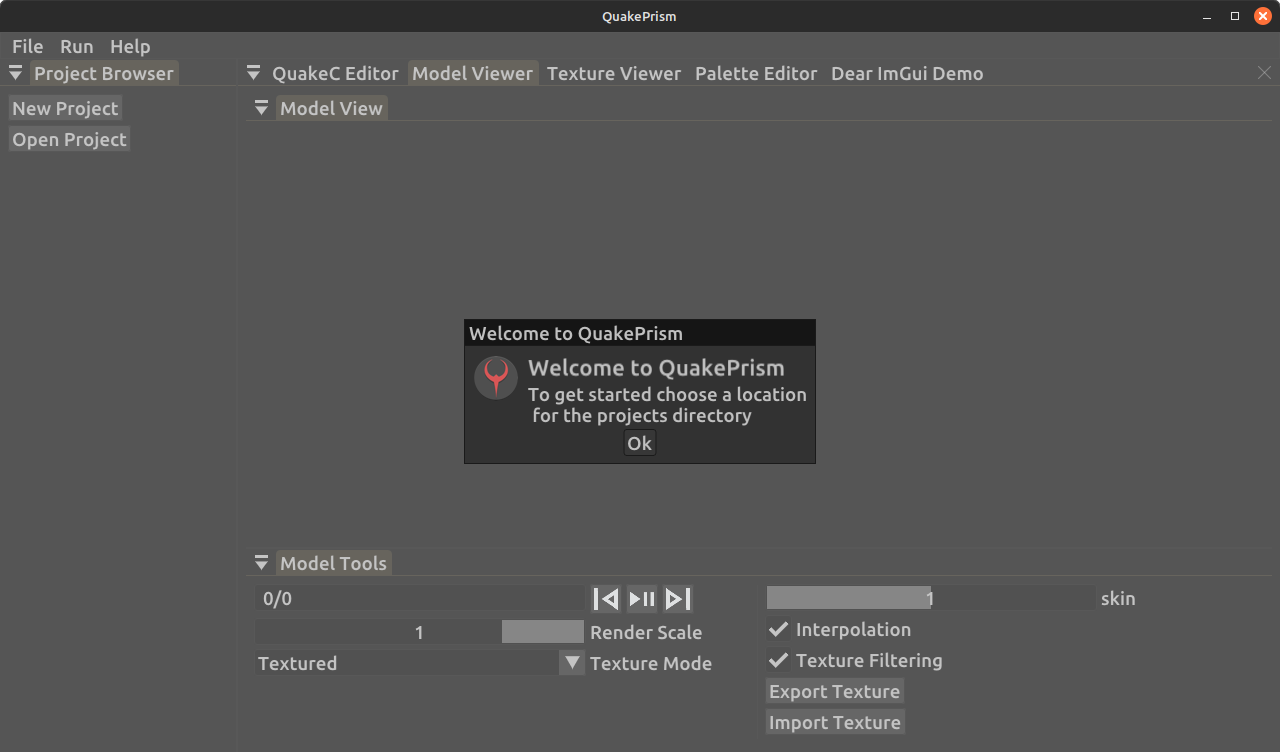 QuakePrism
File Run Help
Project Browser
QuakeC Editor Model Viewer Texture Viewer Palette Editor Dear ImGui Demo
New Project
Open Project
Model View
Welcome to QuakePrism
Welcome to QuakePrism
To get started choose a location
for the projects directory
Ok
Model Tools
0/0
1 skin
1 Render Scale
Interpolation
Textured Texture Mode
Texture Filtering
Export Texture
Import Texture